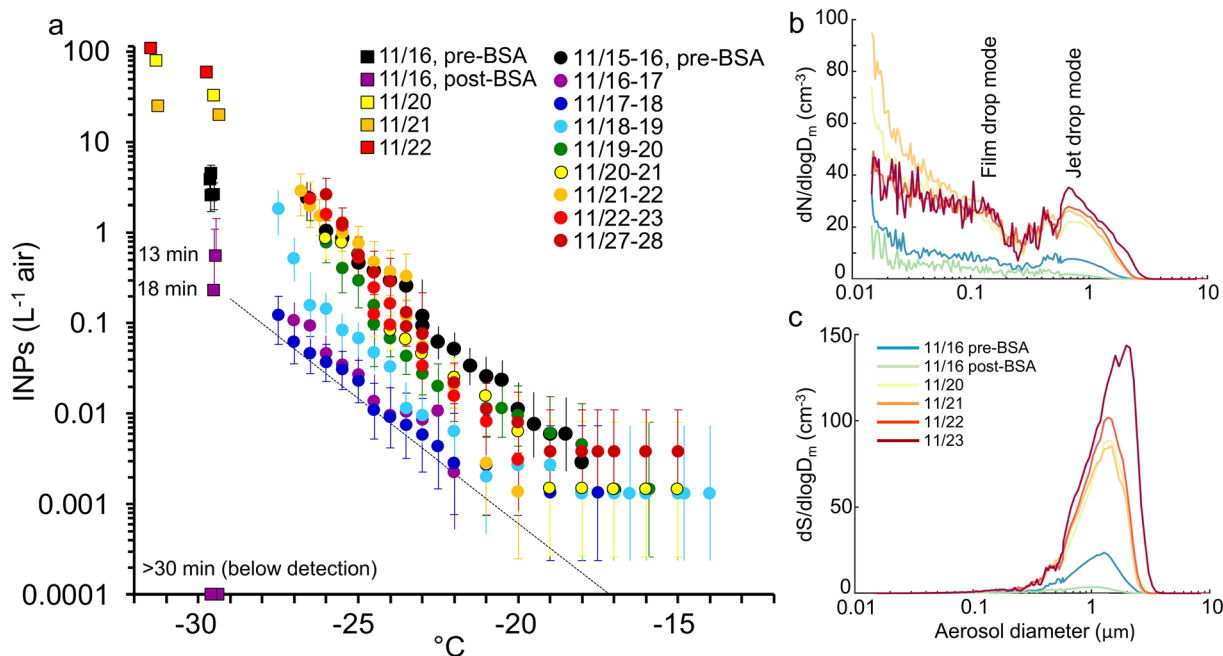 a
INPs (L⁻¹ air)
100
10
1
0.1
0.01
0.001
0.0001
-30
-25
-20
-15
°C
11/16, pre-BSA
11/16, post-BSA
11/20
11/21
11/22
11/15-16, pre-BSA
11/16-17
11/17-18
11/18-19
11/19-20
11/20-21
11/21-22
11/22-23
11/27-28
13 min
18 min
>30 min (below detection)
b
dN/dlogDₘ (cm⁻³)
100
80
60
40
20
0
0.01
0.1
1
10
Film drop mode
Jet drop mode
c
dS/dlogDₘ (cm⁻³)
150
100
50
0
0.01
0.1
1
10
Aerosol diameter (µm)
11/16 pre-BSA
11/16 post-BSA
11/20
11/21
11/22
11/23